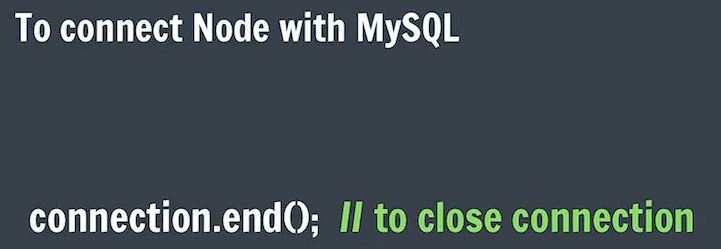 To connect Node with MySQL
connection.end(); // to close connection